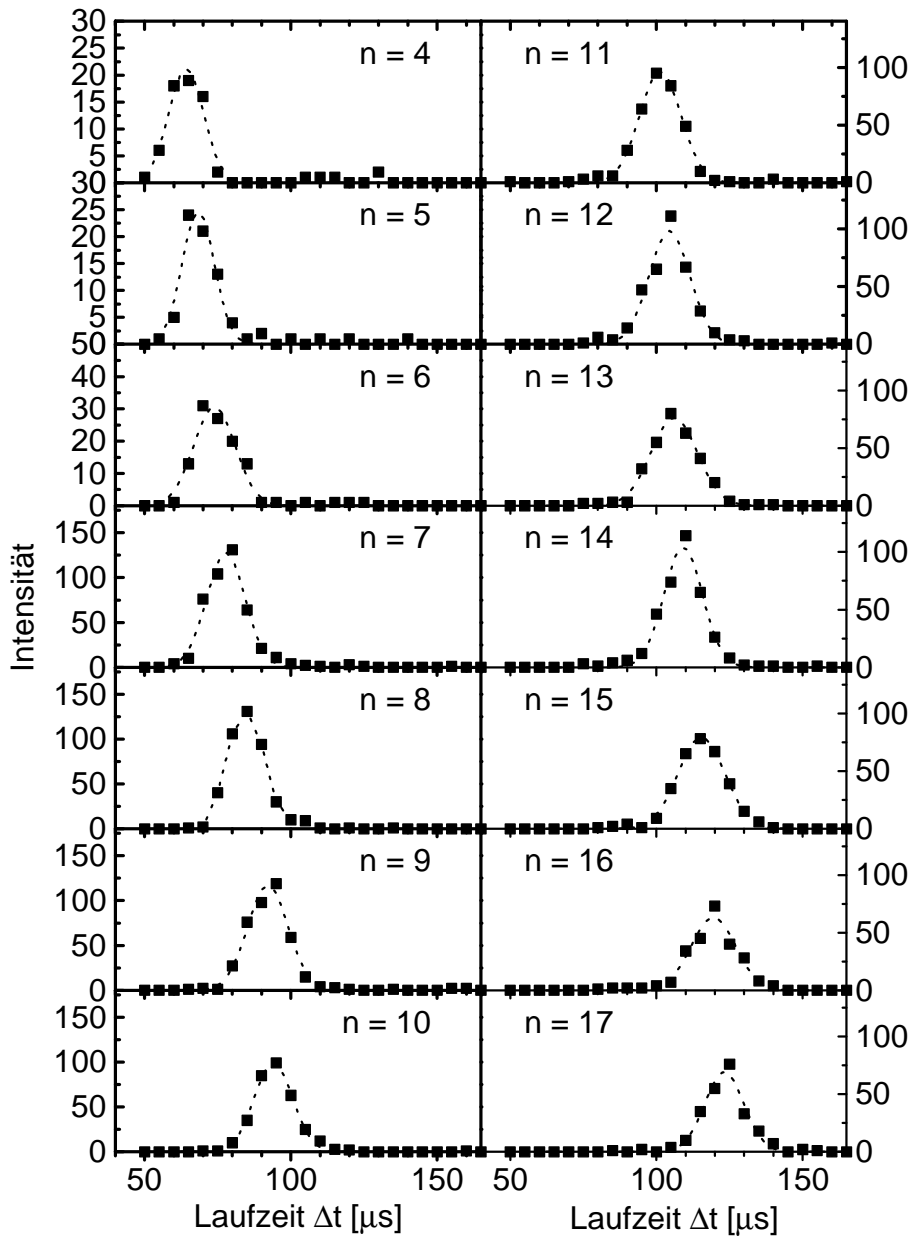 30
25
20
15
10
5
n = 4
n = 11
100
50
0
30
25
20
15
10
5
n = 5
n = 12
100
50
0
50
40
30
20
10
0
n = 6
n = 13
100
50
0
150
100
50
0
n = 7
n = 14
100
50
0
150
100
50
0
n = 8
n = 15
100
50
0
150
100
50
0
n = 9
n = 16
100
50
0
150
100
50
0
n = 10
n = 17
100
50
0
Intensität
50 100 150
50 100 150
Laufzeit Δt [μs]
Laufzeit Δt [μs]